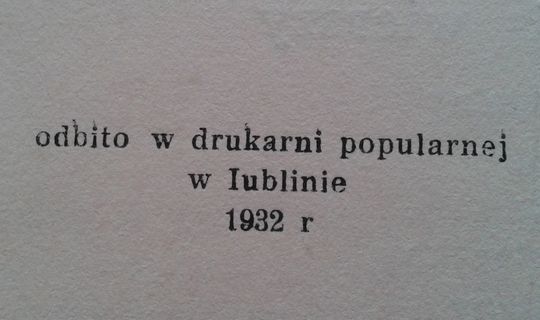 odbito w drukarni popularnej
w lublinie
1932 r